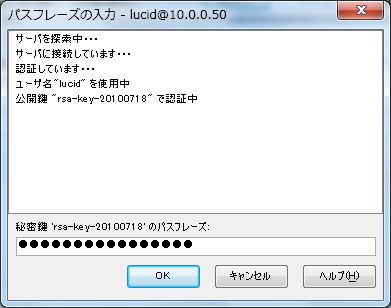 パスフレーズの入力 - lucid@10.0.0.50
サーバを探索中･･･
サーバに接続しています･･･
認証しています･･･
ユーザ名"lucid" を使用中
公開鍵 "rsa-key-20100718" で認証中
秘密鍵 'rsa-key-20100718' のパスフレーズ:
●●●●●●●●●●●●●●●●
OK
キャンセル
ヘルプ(H)